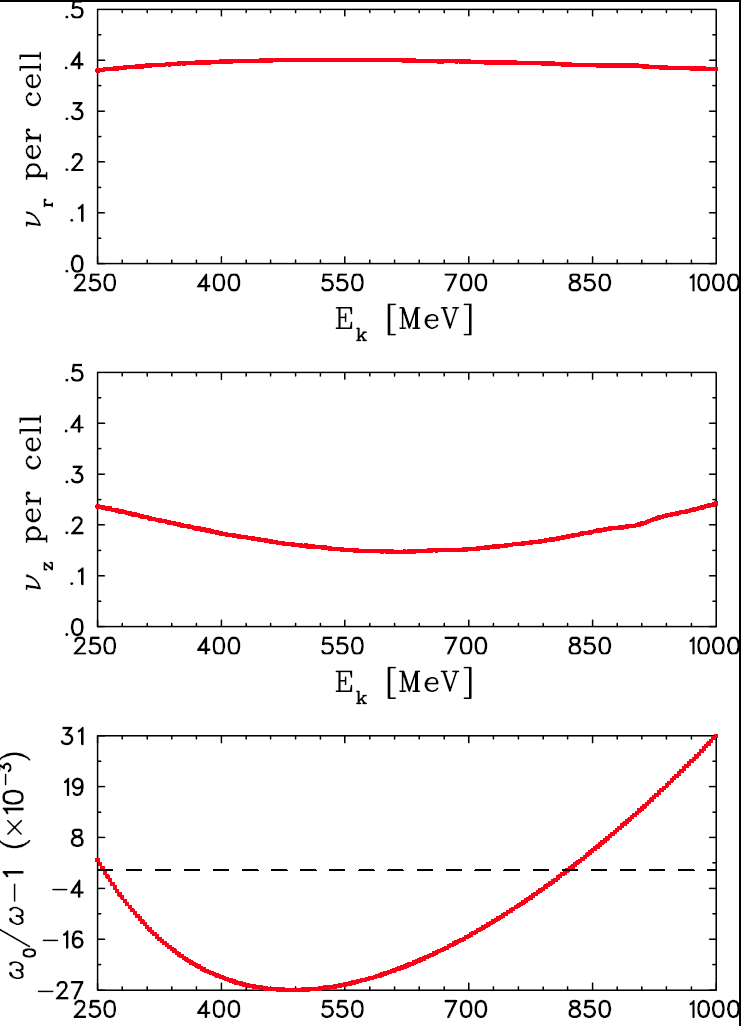 .5
.4
.3
.2
.1
.0
ν_r per cell
250 400 550 700 850 1000
E_k [MeV]
.5
.4
.3
.2
.1
.0
ν_z per cell
250 400 550 700 850 1000
E_k [MeV]
31
19
8
−4
−16
−27
ω_0/ω−1 (×10^−3)
250 400 550 700 850 1000